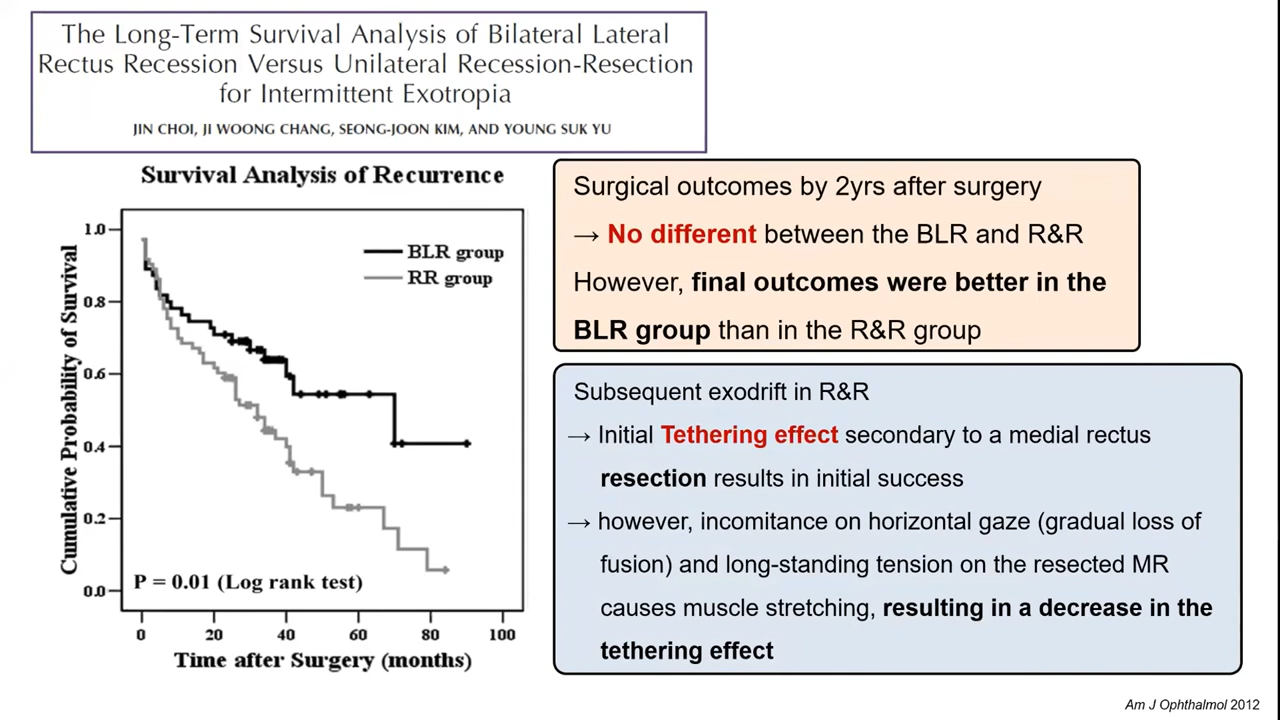 The Long-Term Survival Analysis of Bilateral Lateral
Rectus Recession Versus Unilateral Recession-Resection
for Intermittent Exotropia
JIN CHOI, JI WOONG CHANG, SEONG-JOON KIM, AND YOUNG SUK YU
Survival Analysis of Recurrence
Cumulative Probability of Survival
1.0
0.8
0.6
0.4
0.2
0.0
BLR group
RR group
P = 0.01 (Log rank test)
0 20 40 60 80 100
Time after Surgery (months)
Surgical outcomes by 2yrs after surgery
→ No different between the BLR and R&R
However, final outcomes were better in the
BLR group than in the R&R group
Subsequent exodrift in R&R
→ Initial Tethering effect secondary to a medial rectus
resection results in initial success
→ however, incomitance on horizontal gaze (gradual loss of
fusion) and long-standing tension on the resected MR
causes muscle stretching, resulting in a decrease in the
tethering effect
Am J Ophthalmol 2012